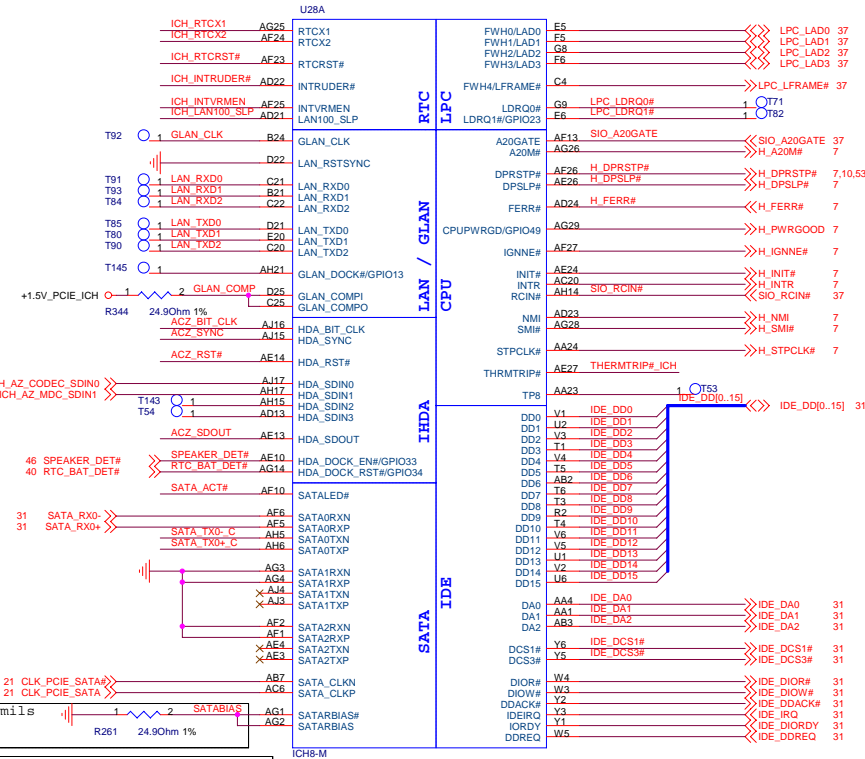 U28A
ICH_RTCX1 AG25 RTCX1 FWH0/LAD0 E5 LPC_LAD0 37
ICH_RTCX2 AF24 RTCX2 FWH1/LAD1 F5 LPC_LAD1 37
FWH2/LAD2 G8 LPC_LAD2 37
ICH_RTCRST# AF23 RTCRST# FWH3/LAD3 F6 LPC_LAD3 37
ICH_INTRUDER# AD22 INTRUDER# FWH4/LFRAME# C4 LPC_LFRAME# 37
ICH_INTVRMEN AF25 INTVRMEN LDRQ0# G9 LPC_LDRQ0# 1 T71
ICH_LAN100_SLP AD21 LAN100_SLP LDRQ1#/GPIO23 E6 LPC_LDRQ1# 1 T82
RTC LPC
T92 1 GLAN_CLK B24 GLAN_CLK A20GATE AF13 SIO_A20GATE SIO_A20GATE 37
A20M# AG26 H_A20M# 7
D22 LAN_RSTSYNC
DPRSTP# AF26 H_DPRSTP# H_DPRSTP# 7,10,53
T91 1 LAN_RXD0 C21 LAN_RXD0 DPSLP# AE26 H_DPSLP# H_DPSLP# 7
T93 1 LAN_RXD1 B21 LAN_RXD1
T84 1 LAN_RXD2 C22 LAN_RXD2 FERR# AD24 H_FERR# H_FERR# 7
T85 1 LAN_TXD0 D21 LAN_TXD0 CPUPWRGD/GPIO49 AG29 H_PWRGOOD 7
T80 1 LAN_TXD1 E20 LAN_TXD1
T90 1 LAN_TXD2 C20 LAN_TXD2 IGNNE# AF27 H_IGNNE# 7
T145 1 AH21 GLAN_DOCK#/GPIO13 INIT# AE24 H_INIT# 7
INTR AC20 H_INTR 7
+1.5V_PCIE_ICH 1 2 GLAN_COMP D25 GLAN_COMPI RCIN# AH14 SIO_RCIN# SIO_RCIN# 37
R344 24.9Ohm 1% C25 GLAN_COMPO
LAN / GLAN CPU
ACZ_BIT_CLK AJ16 HDA_BIT_CLK NMI AD23 H_NMI 7
ACZ_SYNC AJ15 HDA_SYNC SMI# AG28 H_SMI# 7
ACZ_RST# AE14 HDA_RST# STPCLK# AA24 H_STPCLK# 7
THRMTRIP# AE27 THERMTRIP#_ICH
H_AZ_CODEC_SDIN0 AJ17 HDA_SDIN0
ICH_AZ_MDC_SDIN1 AH17 HDA_SDIN1 TP8 AA23 1 T53
T143 1 AH15 HDA_SDIN2
T54 1 AD13 HDA_SDIN3
IDE_DD[0..15] IDE_DD[0..15] 31
ACZ_SDOUT AE13 HDA_SDOUT
46 SPEAKER_DET# SPEAKER_DET# AE10 HDA_DOCK_EN#/GPIO33
40 RTC_BAT_DET# RTC_BAT_DET# AG14 HDA_DOCK_RST#/GPIO34
IHDA
DD0 V1 IDE_DD0
DD1 U2 IDE_DD1
DD2 V3 IDE_DD2
DD3 T1 IDE_DD3
DD4 V4 IDE_DD4
DD5 T5 IDE_DD5
DD6 AB2 IDE_DD6
DD7 T6 IDE_DD7
DD8 T3 IDE_DD8
DD9 R2 IDE_DD9
DD10 T4 IDE_DD10
DD11 V6 IDE_DD11
DD12 V5 IDE_DD12
DD13 U1 IDE_DD13
DD14 V2 IDE_DD14
DD15 U6 IDE_DD15
SATA_ACT# AF10 SATALED#
31 SATA_RX0- AF6 SATA0RXN
31 SATA_RX0+ AF5 SATA0RXP
SATA_TX0-_C AH5 SATA0TXN
SATA_TX0+_C AH6 SATA0TXP
AG3 SATA1RXN
AG4 SATA1RXP
AJ4 SATA1TXN
AJ3 SATA1TXP
AF2 SATA2RXN
AF1 SATA2RXP
AE4 SATA2TXN
AE3 SATA2TXP
SATA IDE
DA0 AA4 IDE_DA0 IDE_DA0 31
DA1 AA1 IDE_DA1 IDE_DA1 31
DA2 AB3 IDE_DA2 IDE_DA2 31
DCS1# Y6 IDE_DCS1# IDE_DCS1# 31
DCS3# Y5 IDE_DCS3# IDE_DCS3# 31
21 CLK_PCIE_SATA# AB7 SATA_CLKN DIOR# W4 IDE_DIOR# 31
21 CLK_PCIE_SATA AC6 SATA_CLKP DIOW# W3 IDE_DIOW# 31
DDACK# Y2 IDE_DDACK# 31
mils 1 2 SATABIAS AG1 SATARBIAS# IDEIRQ Y3 IDE_IRQ 31
R261 24.9Ohm 1% AG2 SATARBIAS IORDY Y1 IDE_DIORDY 31
DDREQ W5 IDE_DDREQ 31
ICH8-M